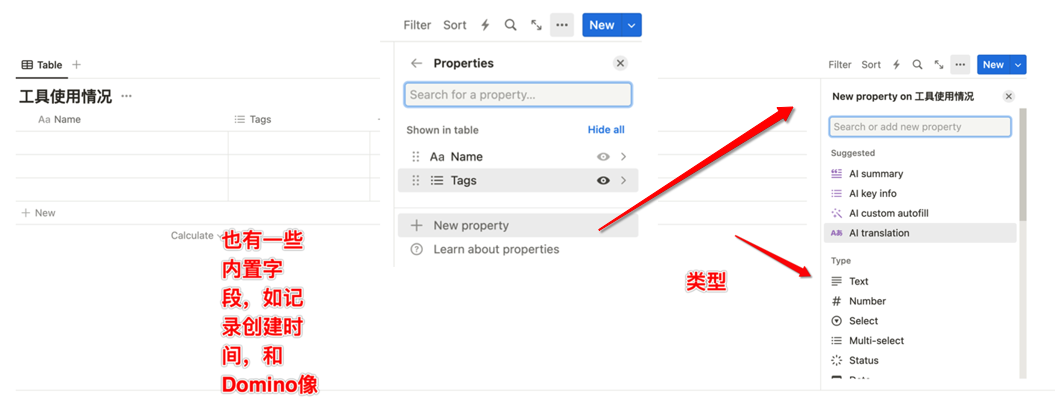 Table
工具使用情况
Name
Tags
New
Calculate
也有一些
内置字
段，如记
录创建时
间，和
Domino像
Filter Sort New
Properties
Search for a property...
Shown in table Hide all
Aa Name
Tags
New property
Learn about properties
类型
Filter Sort New
New property on 工具使用情况
Search or add new property
Suggested
AI summary
AI key info
AI custom autofill
AI translation
Type
Text
Number
Select
Multi-select
Status